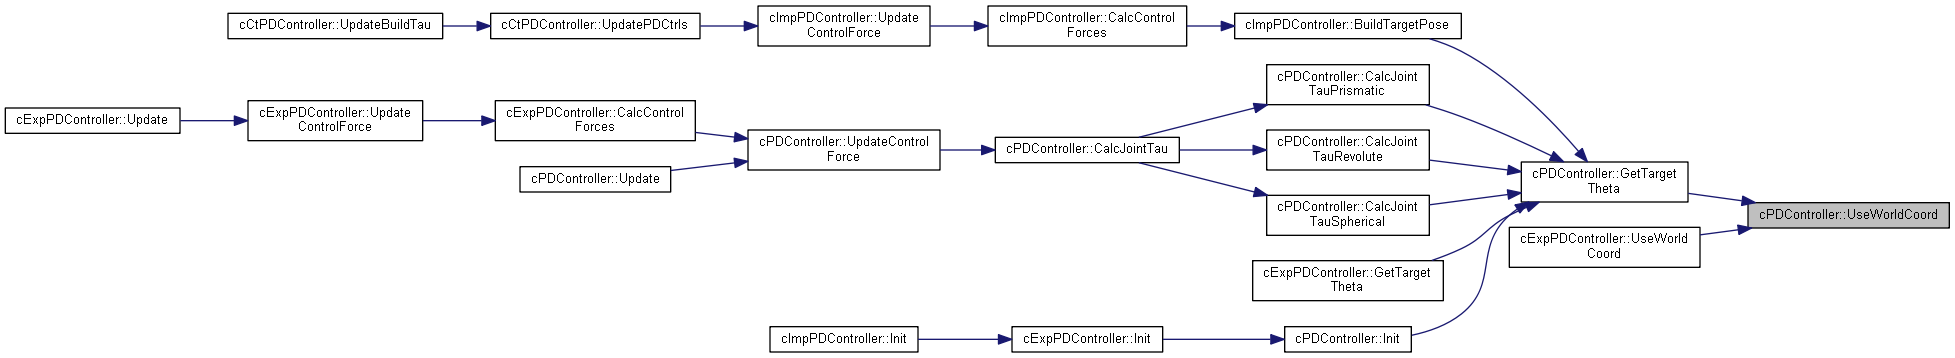 cCtPDController::UpdateBuildTau
cCtPDController::UpdatePDCtrls
cImpPDController::Update
ControlForce
cImpPDController::CalcControl
Forces
cImpPDController::BuildTargetPose
cExpPDController::Update
cExpPDController::Update
ControlForce
cExpPDController::CalcControl
Forces
cPDController::Update
cPDController::UpdateControl
Force
cPDController::CalcJointTau
cPDController::CalcJoint
TauPrismatic
cPDController::CalcJoint
TauRevolute
cPDController::CalcJoint
TauSpherical
cExpPDController::GetTarget
Theta
cPDController::GetTarget
Theta
cExpPDController::UseWorld
Coord
cPDController::UseWorldCoord
cImpPDController::Init
cExpPDController::Init
cPDController::Init